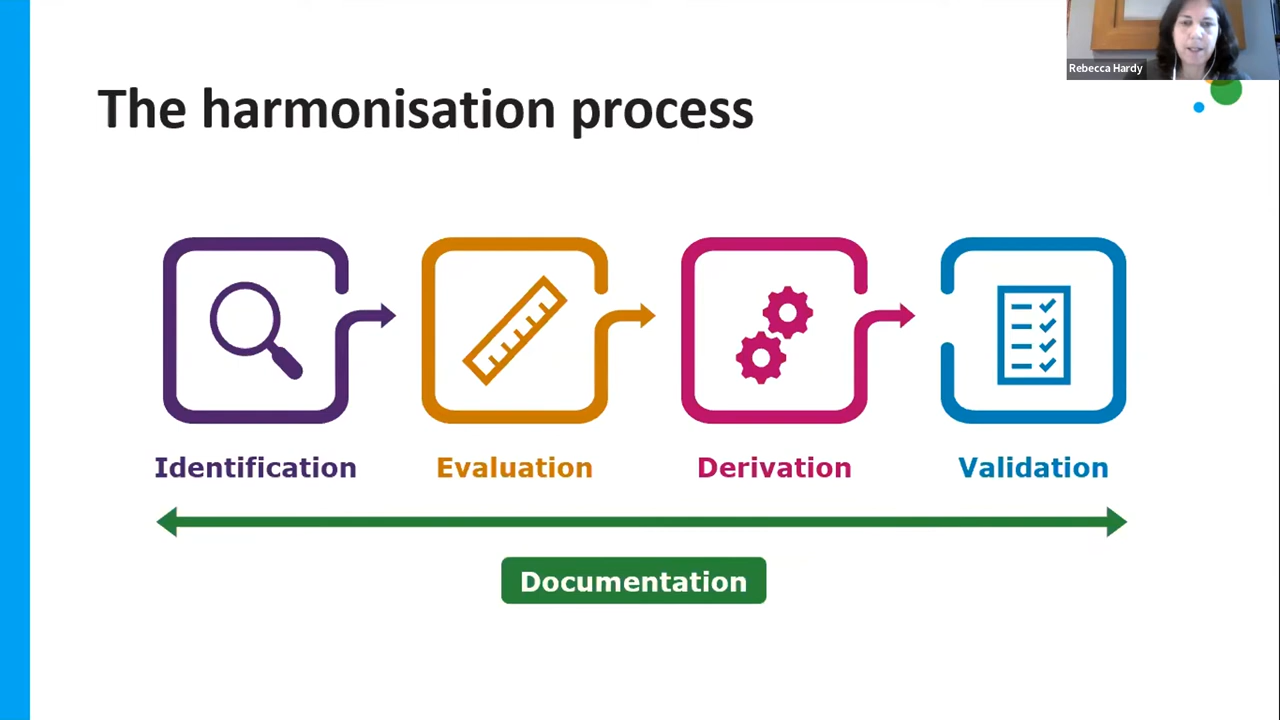 Rebecca Hardy
The harmonisation process
Identification
Evaluation
Derivation
Validation
Documentation